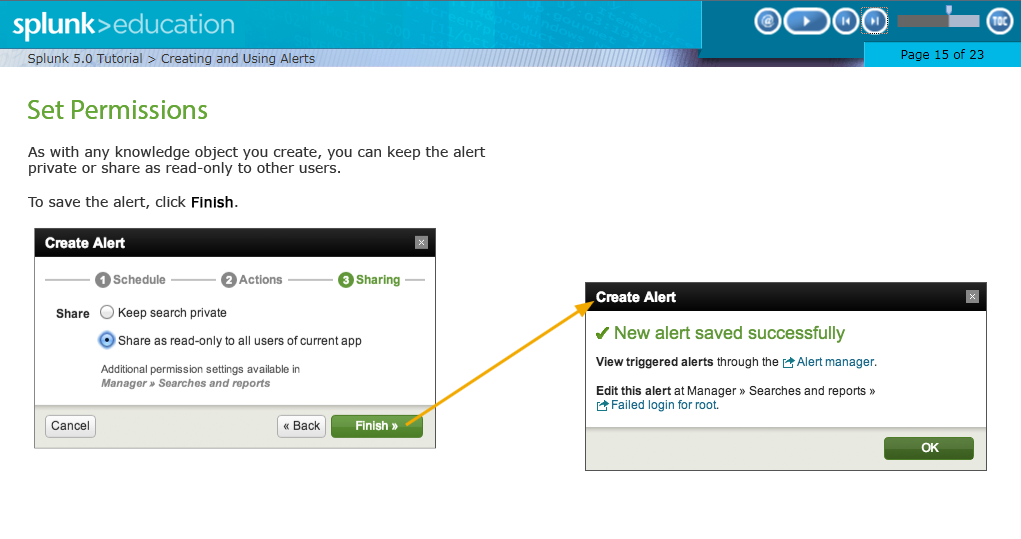 splunk>education
@
TOC
Splunk 5.0 Tutorial > Creating and Using Alerts
Page 15 of 23
Set Permissions
As with any knowledge object you create, you can keep the alert
private or share as read-only to other users.
To save the alert, click Finish.
Create Alert
1 Schedule 2 Actions 3 Sharing
Share Keep search private
Share as read-only to all users of current app
Additional permission settings available in
Manager » Searches and reports
Cancel « Back Finish »
Create Alert
✔ New alert saved successfully
View triggered alerts through the Alert manager.
Edit this alert at Manager » Searches and reports »
Failed login for root.
OK